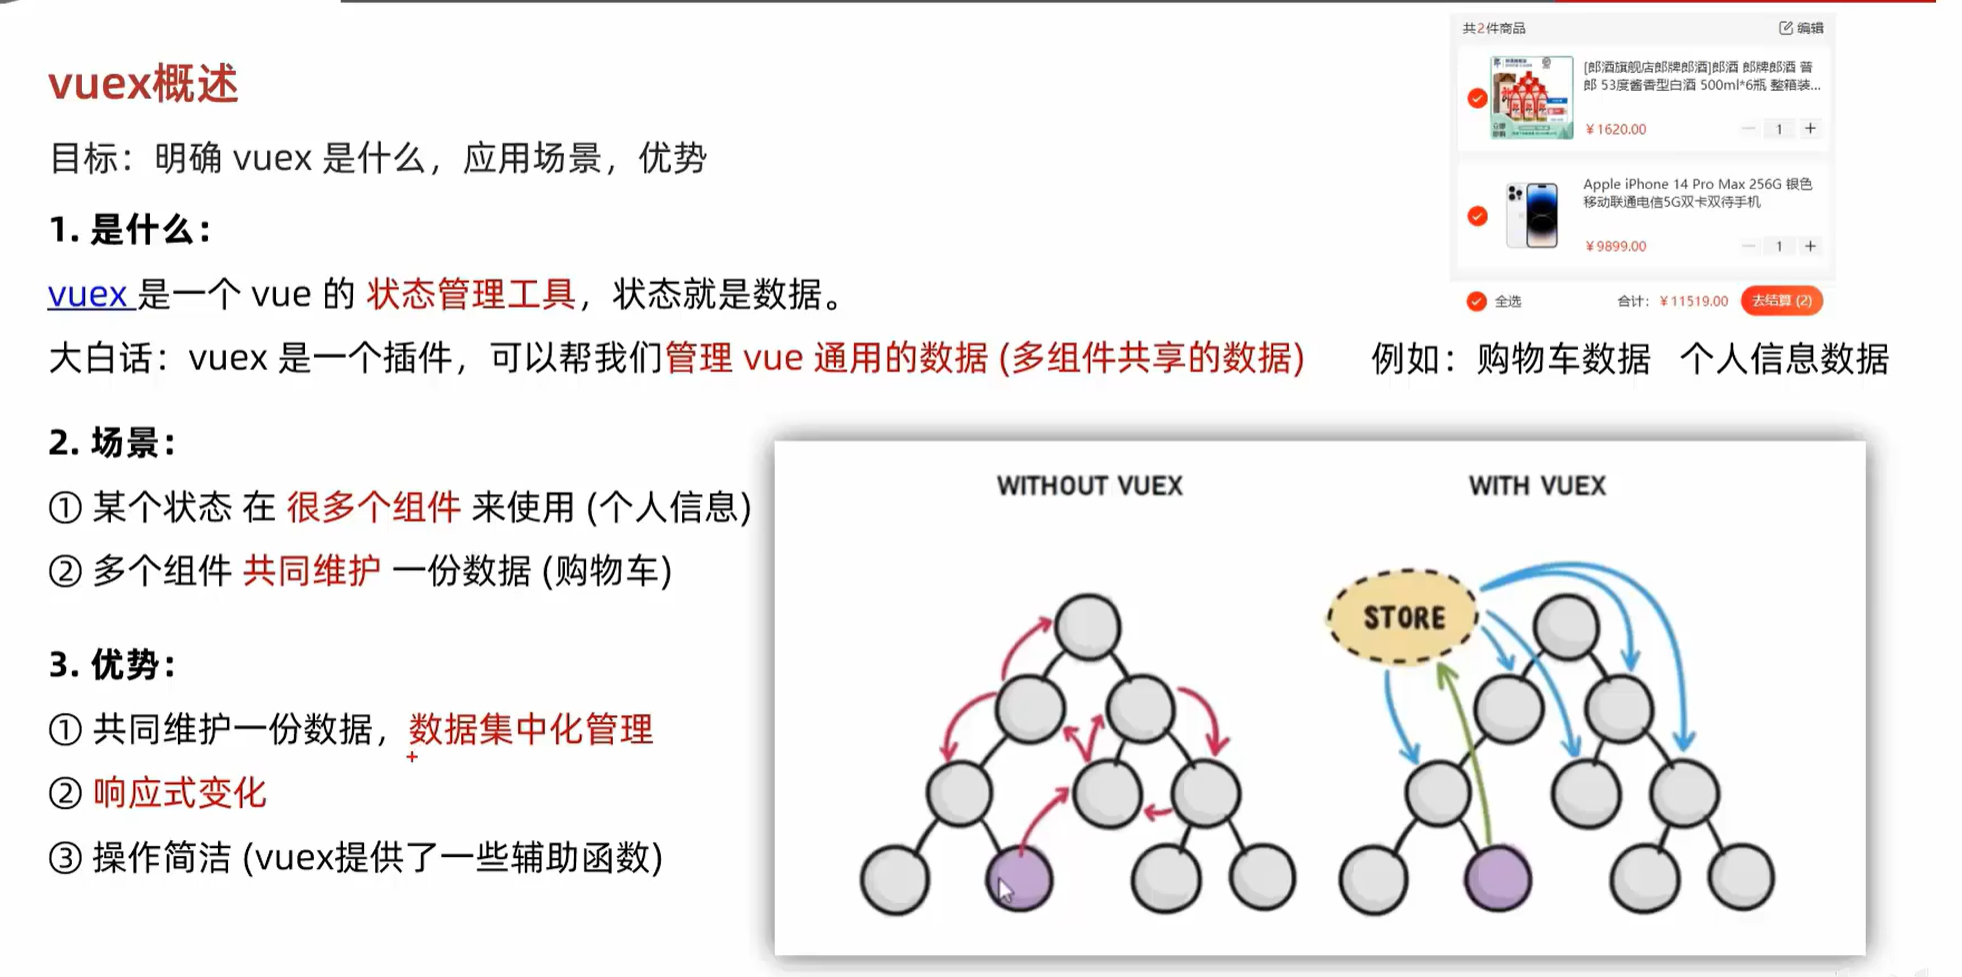 vuex概述
目标：明确 vuex 是什么，应用场景，优势
1. 是什么：
vuex 是一个 vue 的 状态管理工具，状态就是数据。
大白话：vuex 是一个插件，可以帮我们管理 vue 通用的数据 (多组件共享的数据)
例如：购物车数据 个人信息数据
共2件商品
编辑
[郎酒旗舰店郎牌郎酒]郎酒 郎牌郎酒 普
郎 53度酱香型白酒 500ml*6瓶 整箱装...
￥1620.00
1
Apple iPhone 14 Pro Max 256G 银色
移动联通电信5G双卡双待手机
￥9899.00
1
全选
合计：￥11519.00
去结算 (2)
2. 场景：
① 某个状态 在 很多个组件 来使用 (个人信息)
② 多个组件 共同维护 一份数据 (购物车)
3. 优势：
① 共同维护一份数据，数据集中化管理
② 响应式变化
③ 操作简洁 (vuex提供了一些辅助函数)
WITHOUT VUEX
WITH VUEX
STORE